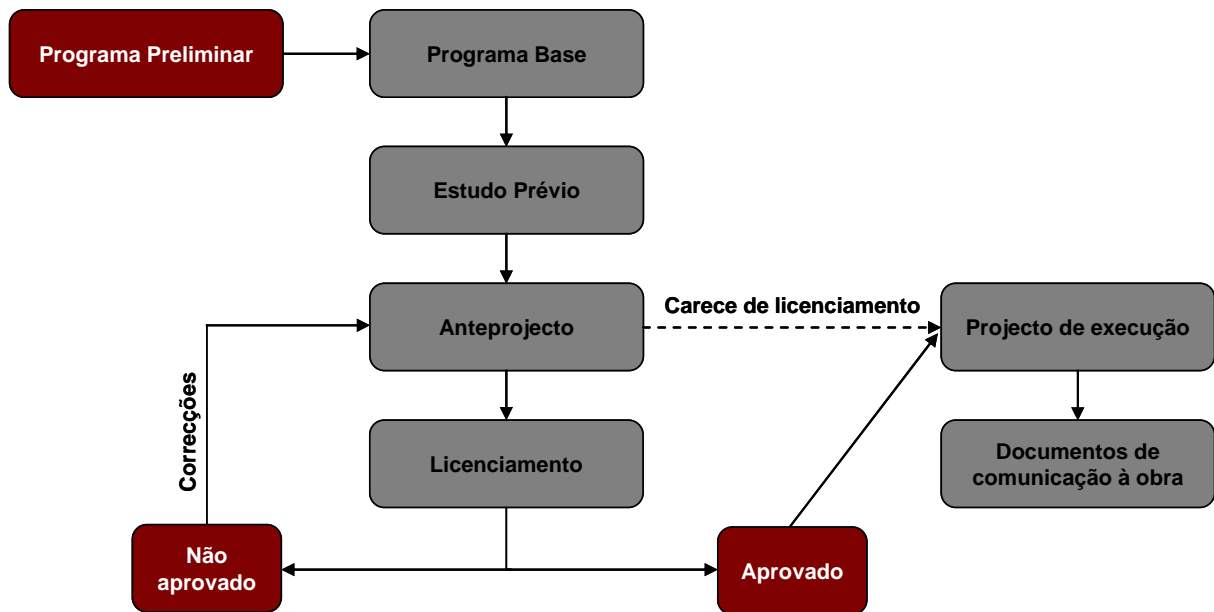 Programa Preliminar
Programa Base
Estudo Prévio
Anteprojecto
Carece de licenciamento
Projecto de execução
Correcções
Licenciamento
Documentos de
comunicação à obra
Não
aprovado
Aprovado